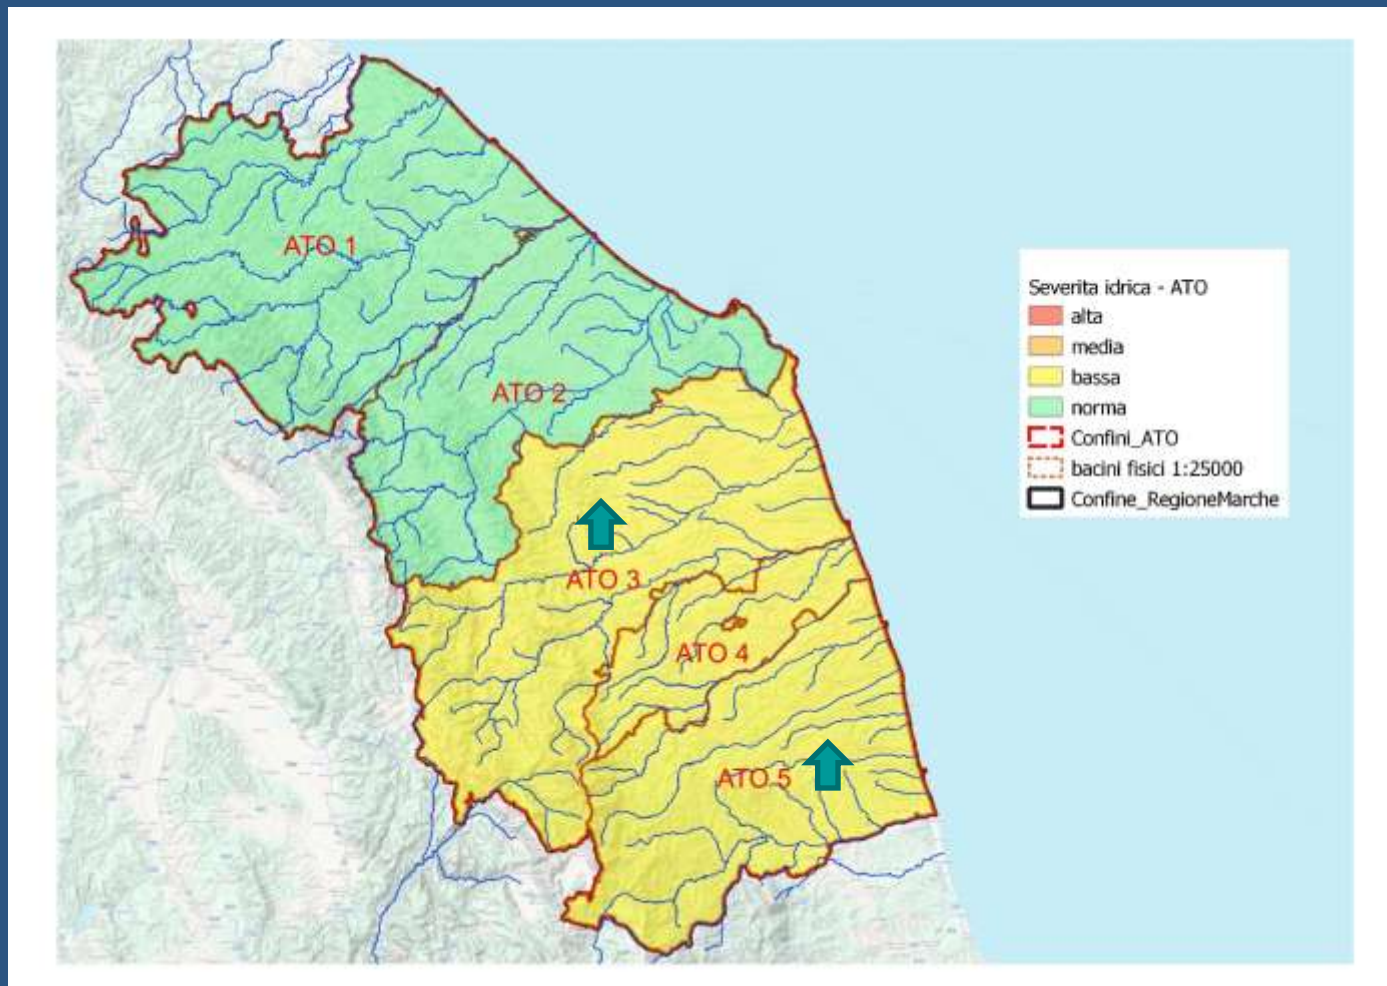 ATO 1
ATO 2
ATO 3
ATO 4
ATO 5
Severita idrica - ATO
alta
media
bassa
norma
Confini_ATO
bacini fisici 1:25000
Confine_RegioneMarche